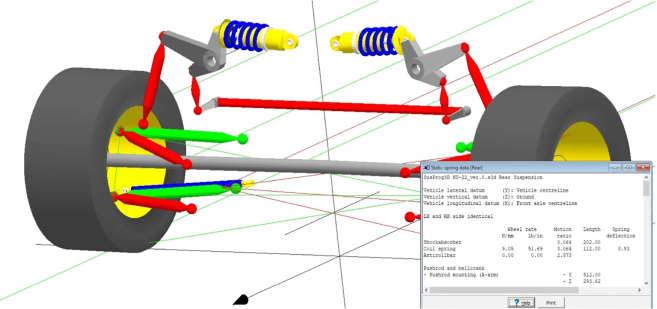 Static spring data [Rear]
SusProg3D NU-22_ver.0.s3d Rear Suspension
Vehicle lateral datum (Y): Vehicle centreline
Vehicle vertical datum (Z): Ground
Vehicle longitudinal datum (X): Front axle centreline
LH and RH side identical
Wheel rate Motion Length Spring
N/mm lb/in ratio deflection
Shockabsorber 3.064 202.00
Coil spring 9.05 51.69 3.064 112.00 3.53
Antirollbar 0.00 0.00 2.573
Pushrod and bellcrank
- Pushrod mounting (A-arm) - Y 512.00
- Z 293.62
? Help Print